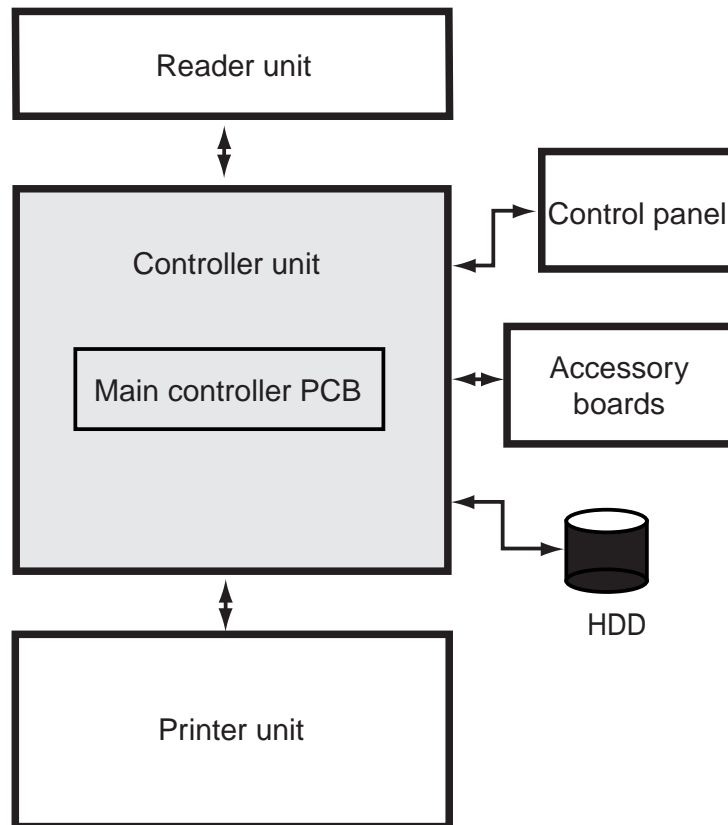 Reader unit
Control panel
Controller unit
Main controller PCB
Accessory
boards
HDD
Printer unit